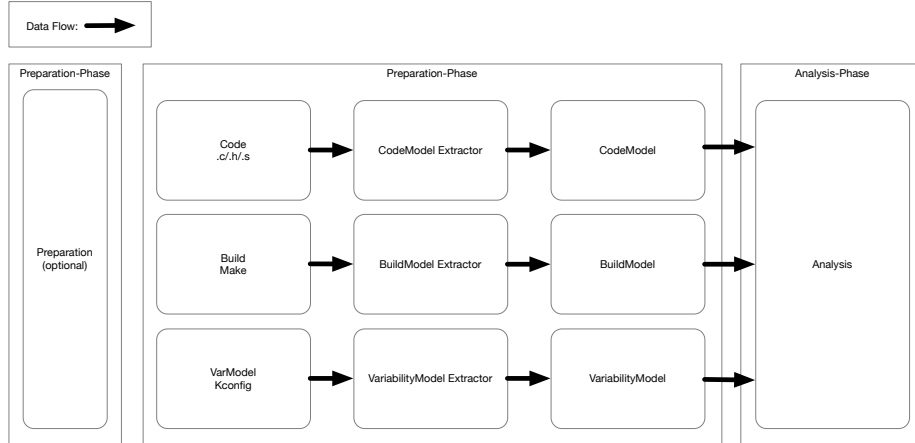 Data Flow:
Preparation-Phase
Preparation
(optional)
Preparation-Phase
Code
.c/.h/.s
CodeModel Extractor
CodeModel
Build
Make
BuildModel Extractor
BuildModel
VarModel
Kconfig
VariabilityModel Extractor
VariabilityModel
Analysis-Phase
Analysis